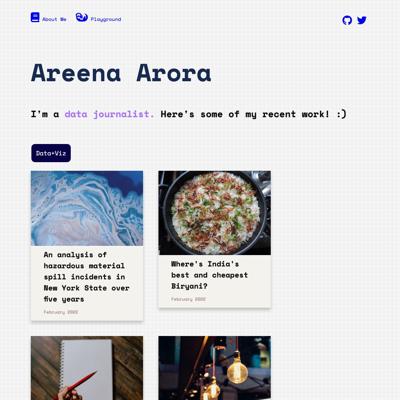 About Me
Playground
Areena Arora
I'm a data journalist. Here's some of my recent work! :)
Data+Viz
An analysis of
hazardous material
spill incidents in
New York State over
five years
February 2022
Where's India's
best and cheapest
Biryani?
February 2022